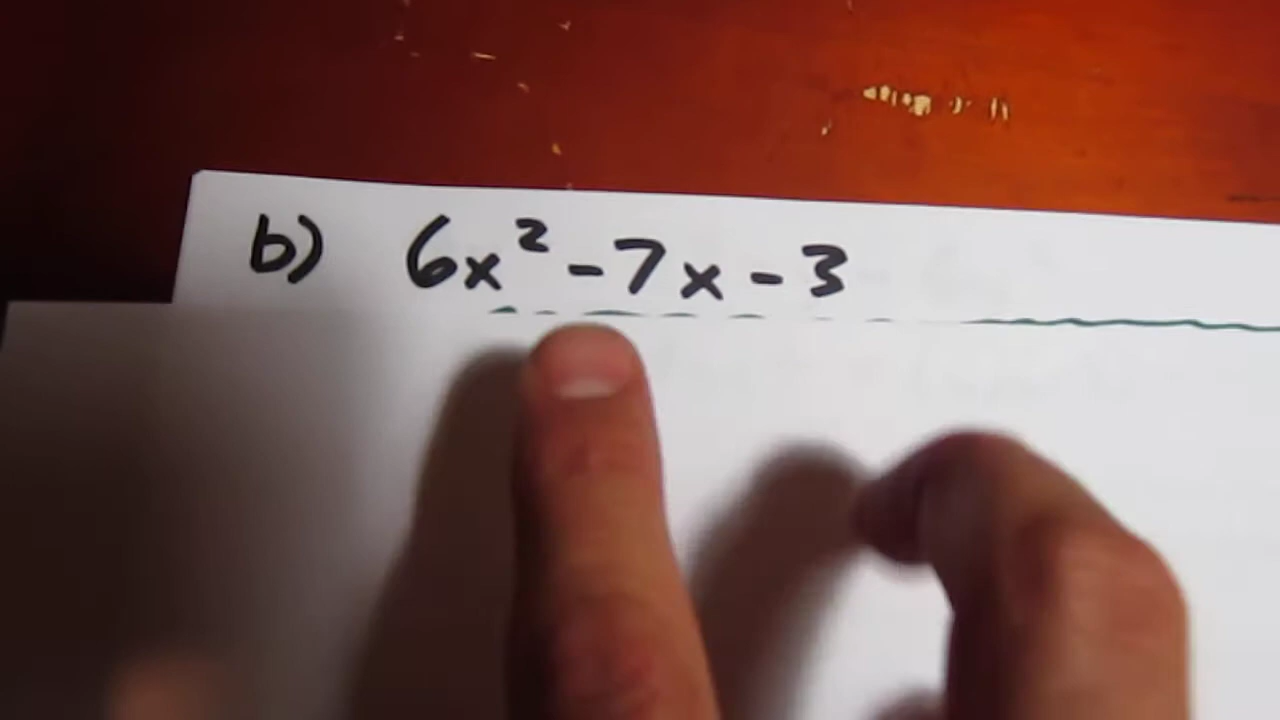 b) 6x² - 7x - 3